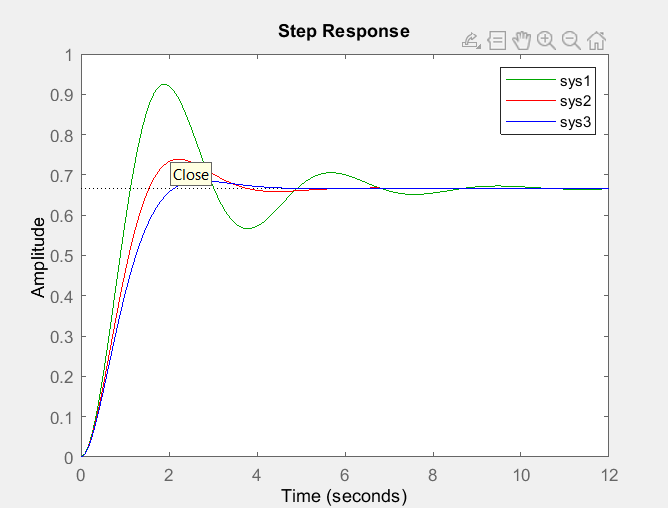 Step Response
sys1
sys2
sys3
Close
Amplitude
1
0.9
0.8
0.7
0.6
0.5
0.4
0.3
0.2
0.1
0
0 2 4 6 8 10 12
Time (seconds)